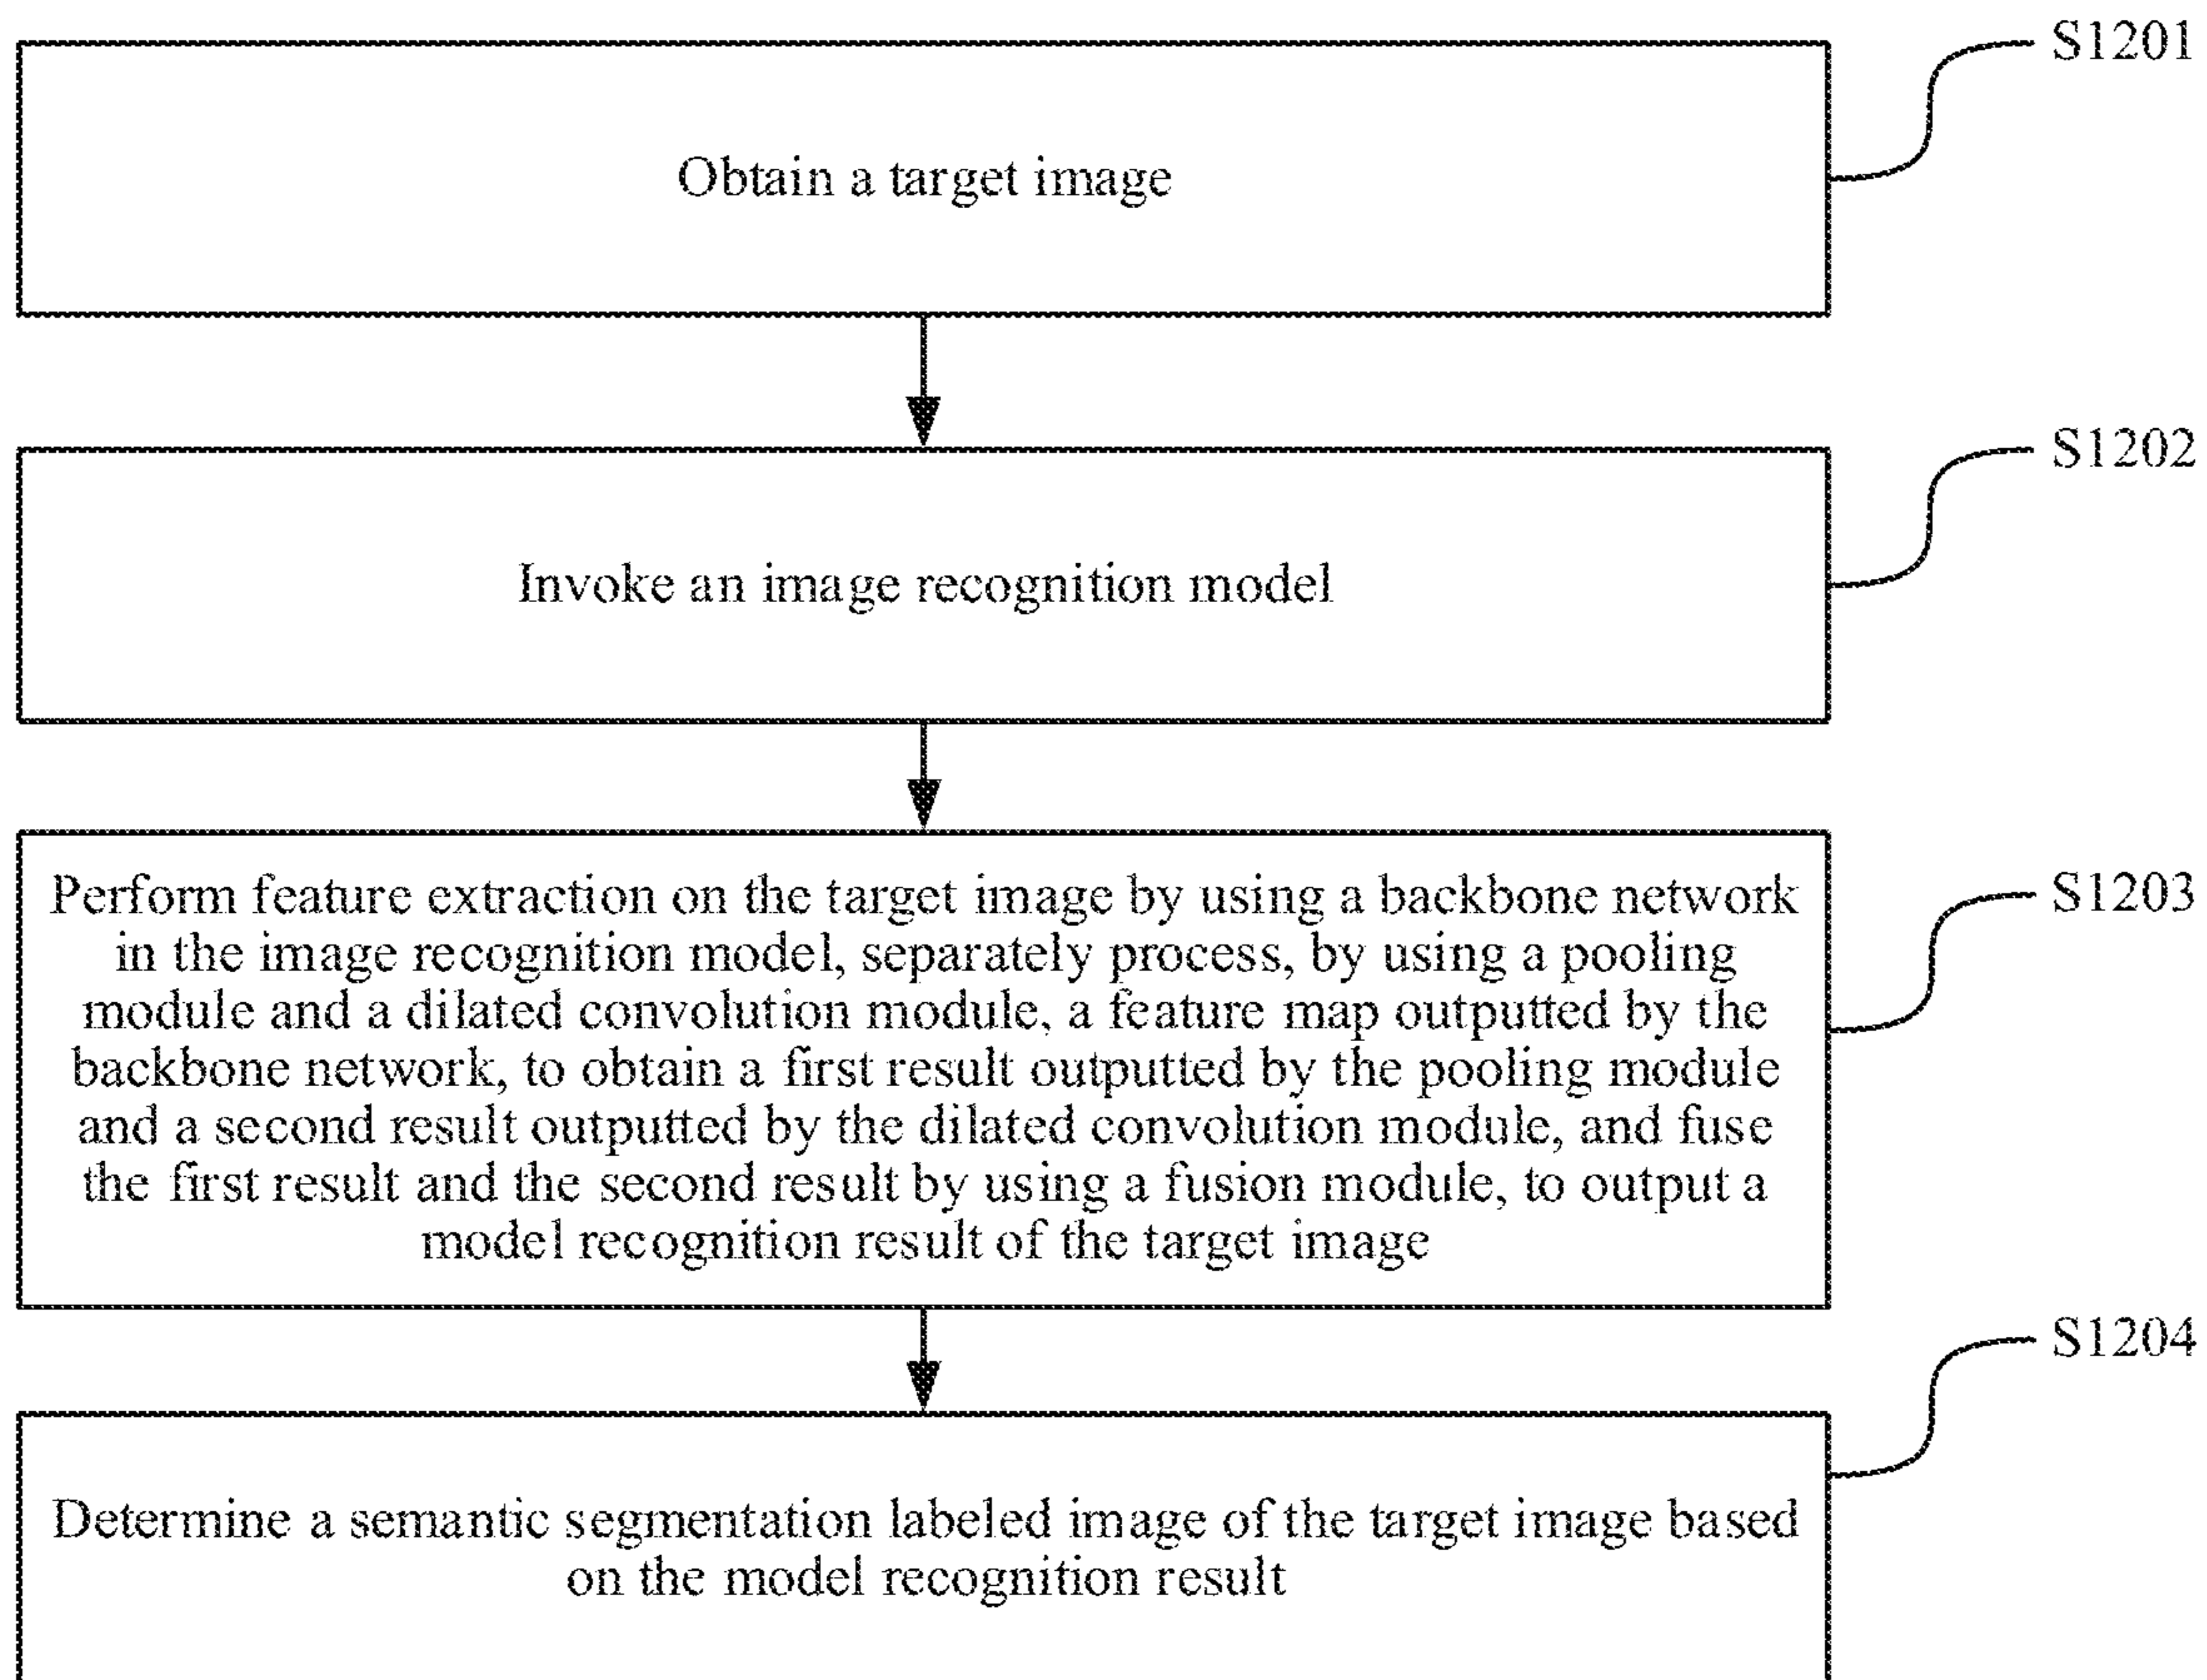 S1201
Obtain a target image
S1202
Invoke an image recognition model
S1203
Perform feature extraction on the target image by using a backbone network
in the image recognition model, separately process, by using a pooling
module and a dilated convolution module, a feature map outputted by the
backbone network, to obtain a first result outputted by the pooling module
and a second result outputted by the dilated convolution module, and fuse
the first result and the second result by using a fusion module, to output a
model recognition result of the target image
S1204
Determine a semantic segmentation labeled image of the target image based
on the model recognition result